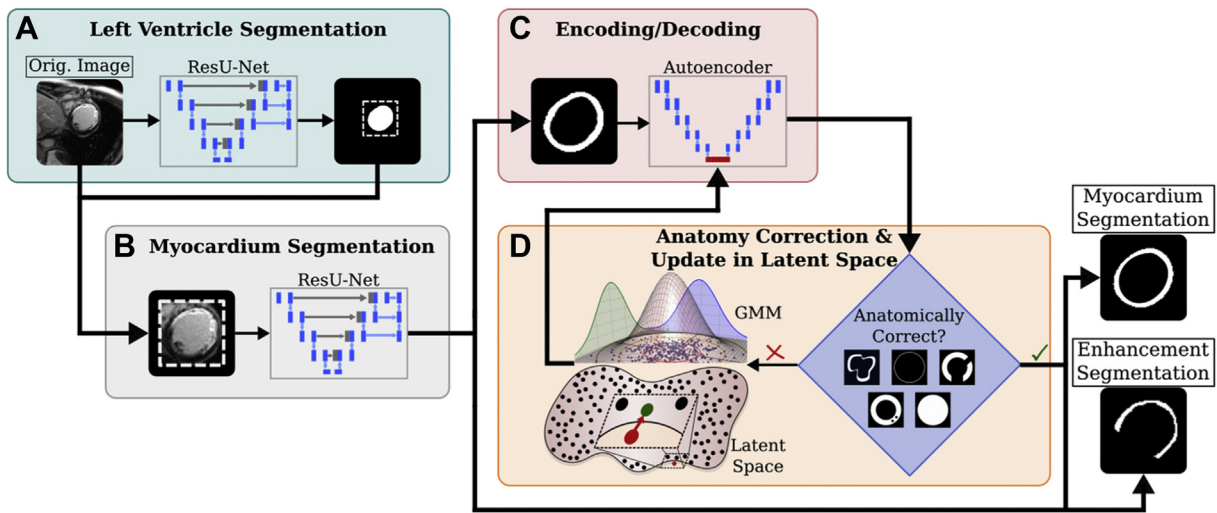 A
Left Ventricle Segmentation
Orig. Image
ResU-Net
B
Myocardium Segmentation
ResU-Net
C
Encoding/Decoding
Autoencoder
D
Anatomy Correction &
Update in Latent Space
GMM
Latent
Space
Anatomically
Correct?
Myocardium
Segmentation
Enhancement
Segmentation